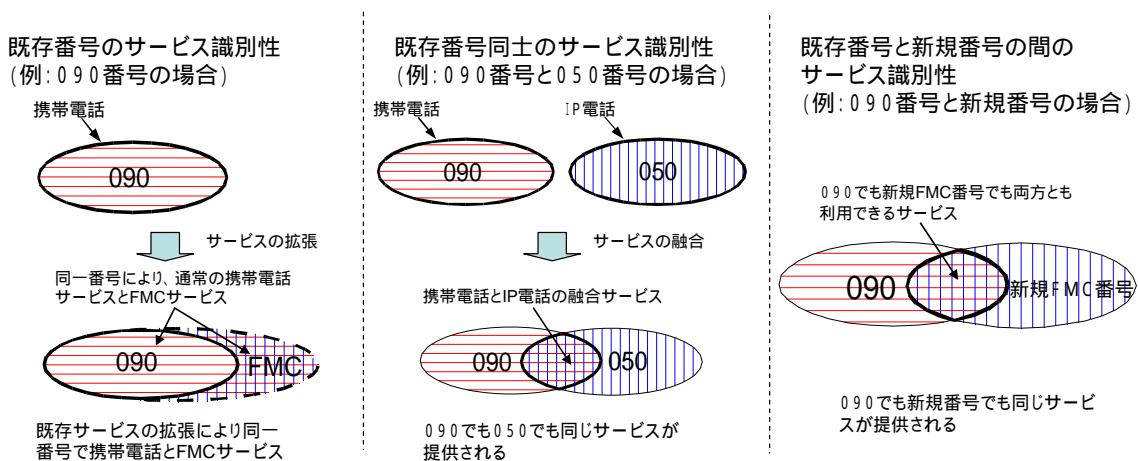 既存番号のサービス識別性
(例:090番号の場合)
携帯電話
090
サービスの拡張
同一番号により、通常の携帯電話
サービスとFMCサービス
090
FMC
既存サービスの拡張により同一
番号で携帯電話とFMCサービス
既存番号同士のサービス識別性
(例:090番号と050番号の場合)
携帯電話
IP電話
090
050
サービスの融合
携帯電話とIP電話の融合サービス
090
050
090でも050でも同じサービスが
提供される
既存番号と新規番号の間の
サービス識別性
(例:090番号と新規番号の場合)
090でも新規FMC番号でも両方とも
利用できるサービス
090
新規FMC番号
090でも新規番号でも同じサービ
スが提供される